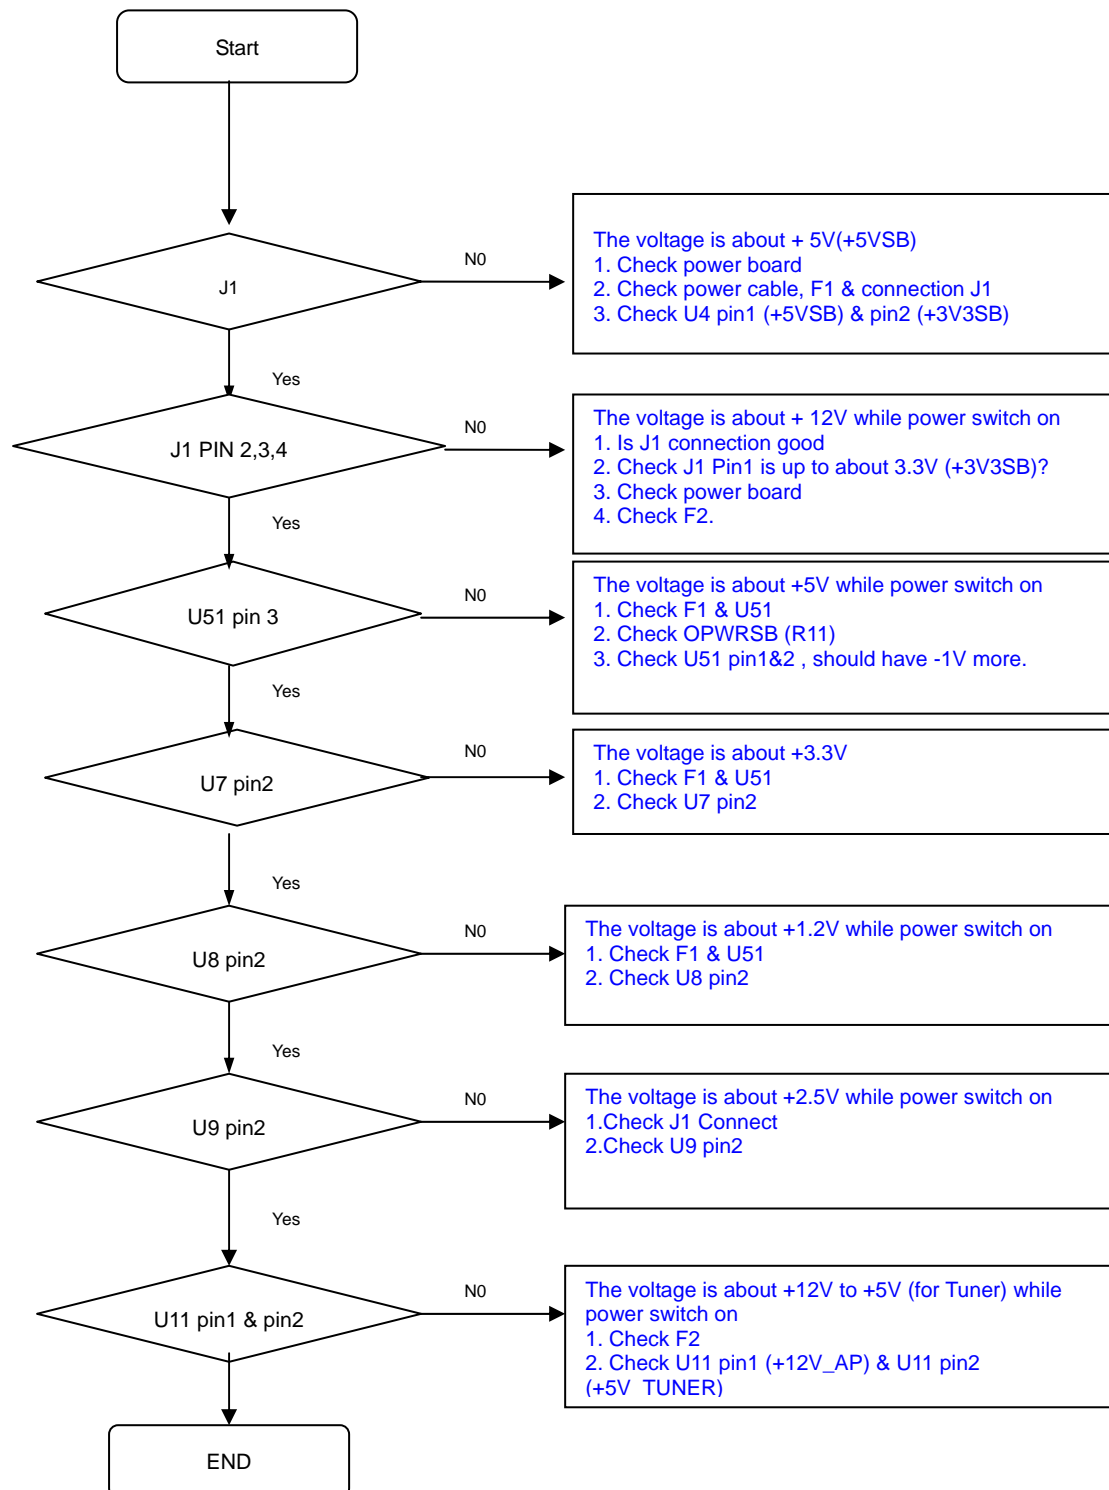 Start
J1
N0
The voltage is about + 5V(+5VSB)
1. Check power board
2. Check power cable, F1 & connection J1
3. Check U4 pin1 (+5VSB) & pin2 (+3V3SB)
Yes
J1 PIN 2,3,4
N0
The voltage is about + 12V while power switch on
1. Is J1 connection good
2. Check J1 Pin1 is up to about 3.3V (+3V3SB)?
3. Check power board
4. Check F2.
Yes
U51 pin 3
N0
The voltage is about +5V while power switch on
1. Check F1 & U51
2. Check OPWRSB (R11)
3. Check U51 pin1&2 , should have -1V more.
Yes
U7 pin2
N0
The voltage is about +3.3V
1. Check F1 & U51
2. Check U7 pin2
Yes
U8 pin2
N0
The voltage is about +1.2V while power switch on
1. Check F1 & U51
2. Check U8 pin2
Yes
U9 pin2
N0
The voltage is about +2.5V while power switch on
1.Check J1 Connect
2.Check U9 pin2
Yes
U11 pin1 & pin2
N0
The voltage is about +12V to +5V (for Tuner) while
power switch on
1. Check F2
2. Check U11 pin1 (+12V_AP) & U11 pin2
(+5V_TUNER)
END